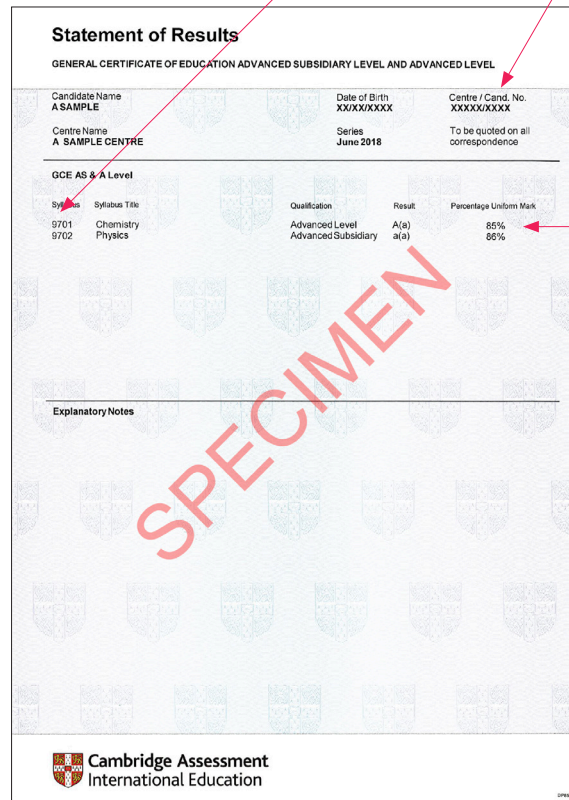 Statement of Results
GENERAL CERTIFICATE OF EDUCATION ADVANCED SUBSIDIARY LEVEL AND ADVANCED LEVEL
Candidate Name Date of Birth Centre / Cand. No.
A SAMPLE XX/XX/XXXX XXXXX/XXXX
Centre Name Series To be quoted on all
A SAMPLE CENTRE June 2018 correspondence
GCE AS & A Level
Syllabus Syllabus Title Qualification Result Percentage Uniform Mark
9701 Chemistry Advanced Level A(a) 85%
9702 Physics Advanced Subsidiary a(a) 86%
SPECIMEN
Explanatory Notes
Cambridge Assessment
International Education